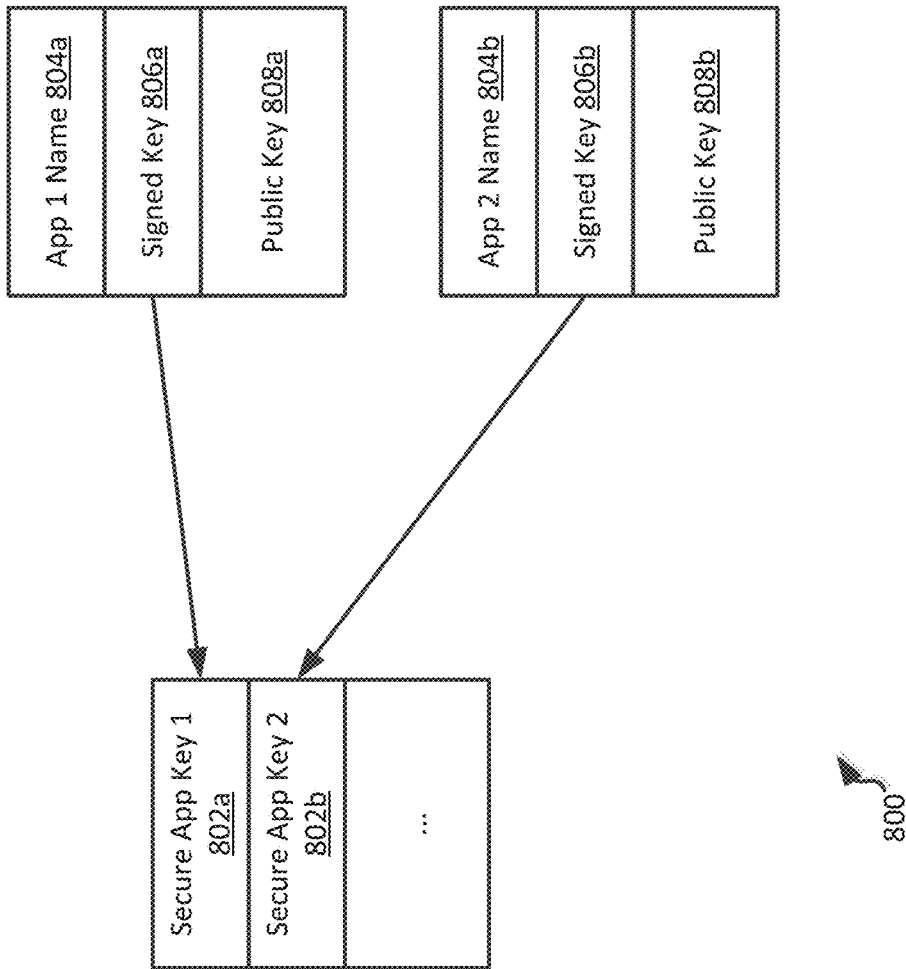 Secure App Key 1
802a
Secure App Key 2
802b
...
App 1 Name 804a
Signed Key 806a
Public Key 808a
App 2 Name 804b
Signed Key 806b
Public Key 808b
800